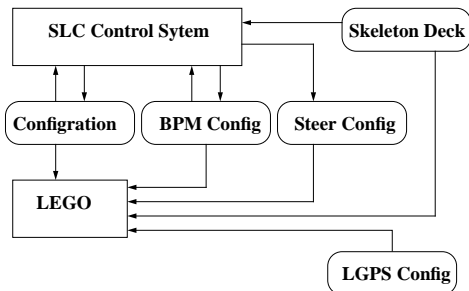 SLC Control Sytem
Skeleton Deck
Configration
BPM Config
Steer Config
LEGO
LGPS Config